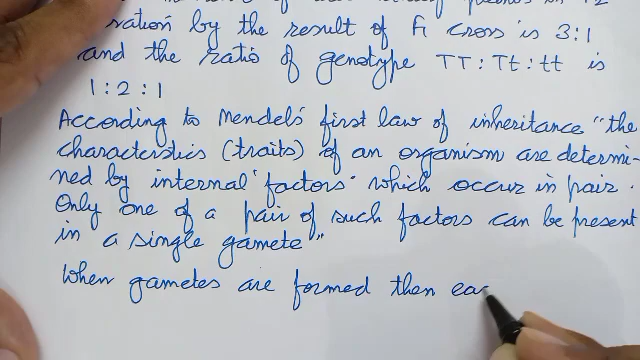 ration by the result of F1 cross is 3:1
and the ratio of genotype TT: Tt: tt is
1:2:1
According to Mendel's first law of inheritance "the
characterstics (traits) of an organism are determi-
ned by internal 'factors' which occur in pair.
Only one of a pair of such factors can be present
in a single gamete"
When gametes are formed then eac